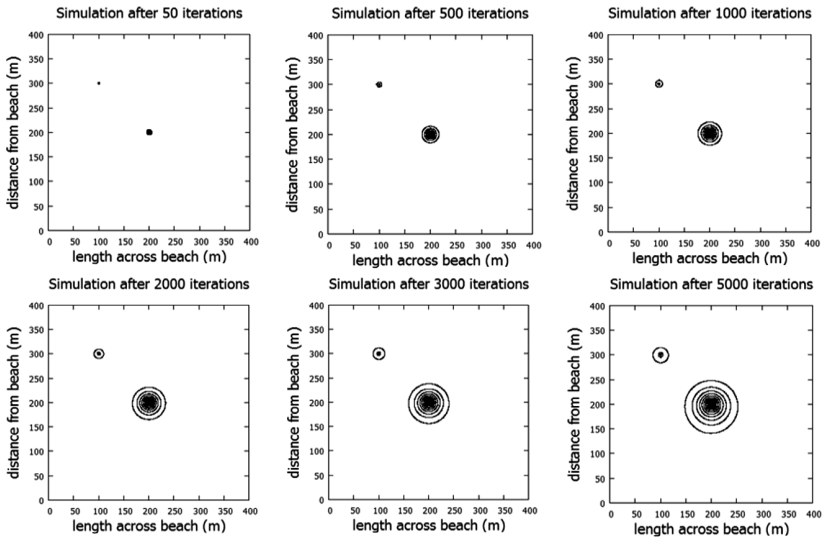 Simulation after 50 iterations
400
350
300
250
200
150
100
50
0
0 50 100 150 200 250 300 350 400
distance from beach (m)
length across beach (m)
Simulation after 500 iterations
400
350
300
250
200
150
100
50
0
0 50 100 150 200 250 300 350 400
distance from beach (m)
length across beach (m)
Simulation after 1000 iterations
400
350
300
250
200
150
100
50
0
0 50 100 150 200 250 300 350 400
distance from beach (m)
length across beach (m)
Simulation after 2000 iterations
400
350
300
250
200
150
100
50
0
0 50 100 150 200 250 300 350 400
distance from beach (m)
length across beach (m)
Simulation after 3000 iterations
400
350
300
250
200
150
100
50
0
0 50 100 150 200 250 300 350 400
distance from beach (m)
length across beach (m)
Simulation after 5000 iterations
400
350
300
250
200
150
100
50
0
0 50 100 150 200 250 300 350 400
distance from beach (m)
length across beach (m)